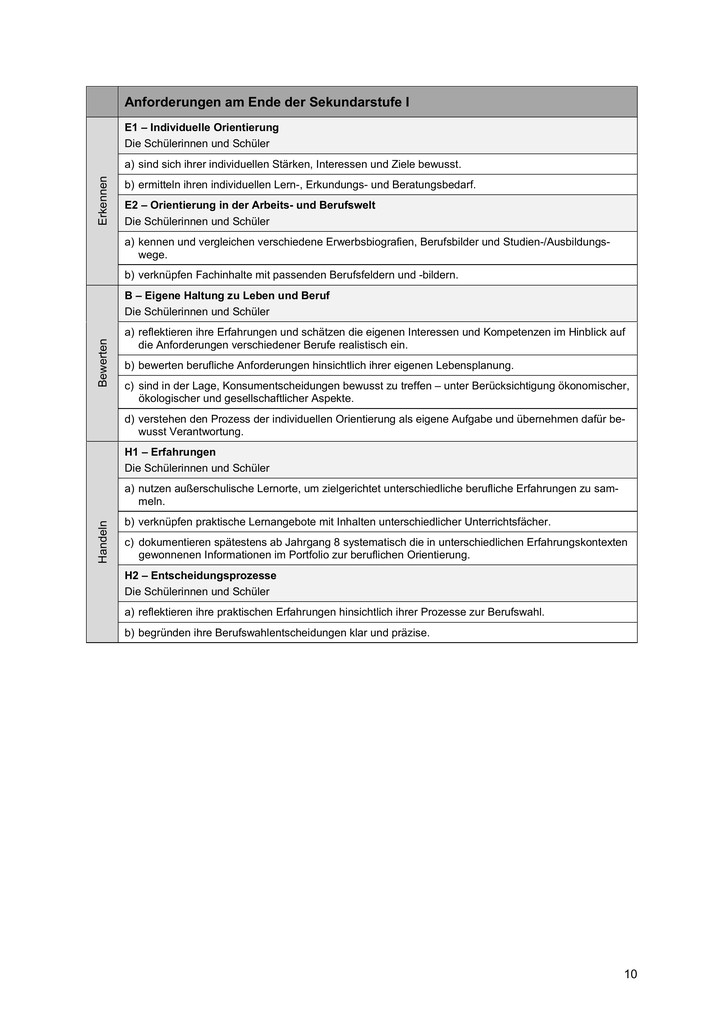 Anforderungen am Ende der Sekundarstufe I
Erkennen
E1 – Individuelle Orientierung
Die Schülerinnen und Schüler
a) sind sich ihrer individuellen Stärken, Interessen und Ziele bewusst.
b) ermitteln ihren individuellen Lern-, Erkundungs- und Beratungsbedarf.
E2 – Orientierung in der Arbeits- und Berufswelt
Die Schülerinnen und Schüler
a) kennen und vergleichen verschiedene Erwerbsbiografien, Berufsbilder und Studien-/Ausbildungs-
wege.
b) verknüpfen Fachinhalte mit passenden Berufsfeldern und -bildern.
Bewerten
B – Eigene Haltung zu Leben und Beruf
Die Schülerinnen und Schüler
a) reflektieren ihre Erfahrungen und schätzen die eigenen Interessen und Kompetenzen im Hinblick auf
die Anforderungen verschiedener Berufe realistisch ein.
b) bewerten berufliche Anforderungen hinsichtlich ihrer eigenen Lebensplanung.
c) sind in der Lage, Konsumentscheidungen bewusst zu treffen – unter Berücksichtigung ökonomischer,
ökologischer und gesellschaftlicher Aspekte.
d) verstehen den Prozess der individuellen Orientierung als eigene Aufgabe und übernehmen dafür be-
wusst Verantwortung.
Handeln
H1 – Erfahrungen
Die Schülerinnen und Schüler
a) nutzen außerschulische Lernorte, um zielgerichtet unterschiedliche berufliche Erfahrungen zu sam-
meln.
b) verknüpfen praktische Lernangebote mit Inhalten unterschiedlicher Unterrichtsfächer.
c) dokumentieren spätestens ab Jahrgang 8 systematisch die in unterschiedlichen Erfahrungskontexten
gewonnenen Informationen im Portfolio zur beruflichen Orientierung.
H2 – Entscheidungsprozesse
Die Schülerinnen und Schüler
a) reflektieren ihre praktischen Erfahrungen hinsichtlich ihrer Prozesse zur Berufswahl.
b) begründen ihre Berufswahlentscheidungen klar und präzise.
10